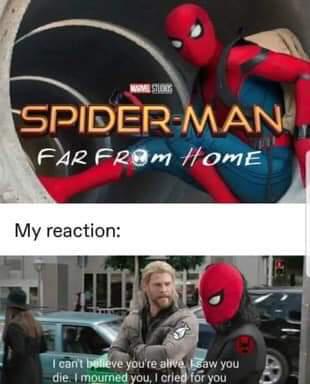 MARVEL STUDIOS
SPIDER-MAN
FAR FROM HOME
My reaction:
I can't believe you're alive. I saw you
die. I mourned you, I cried for you